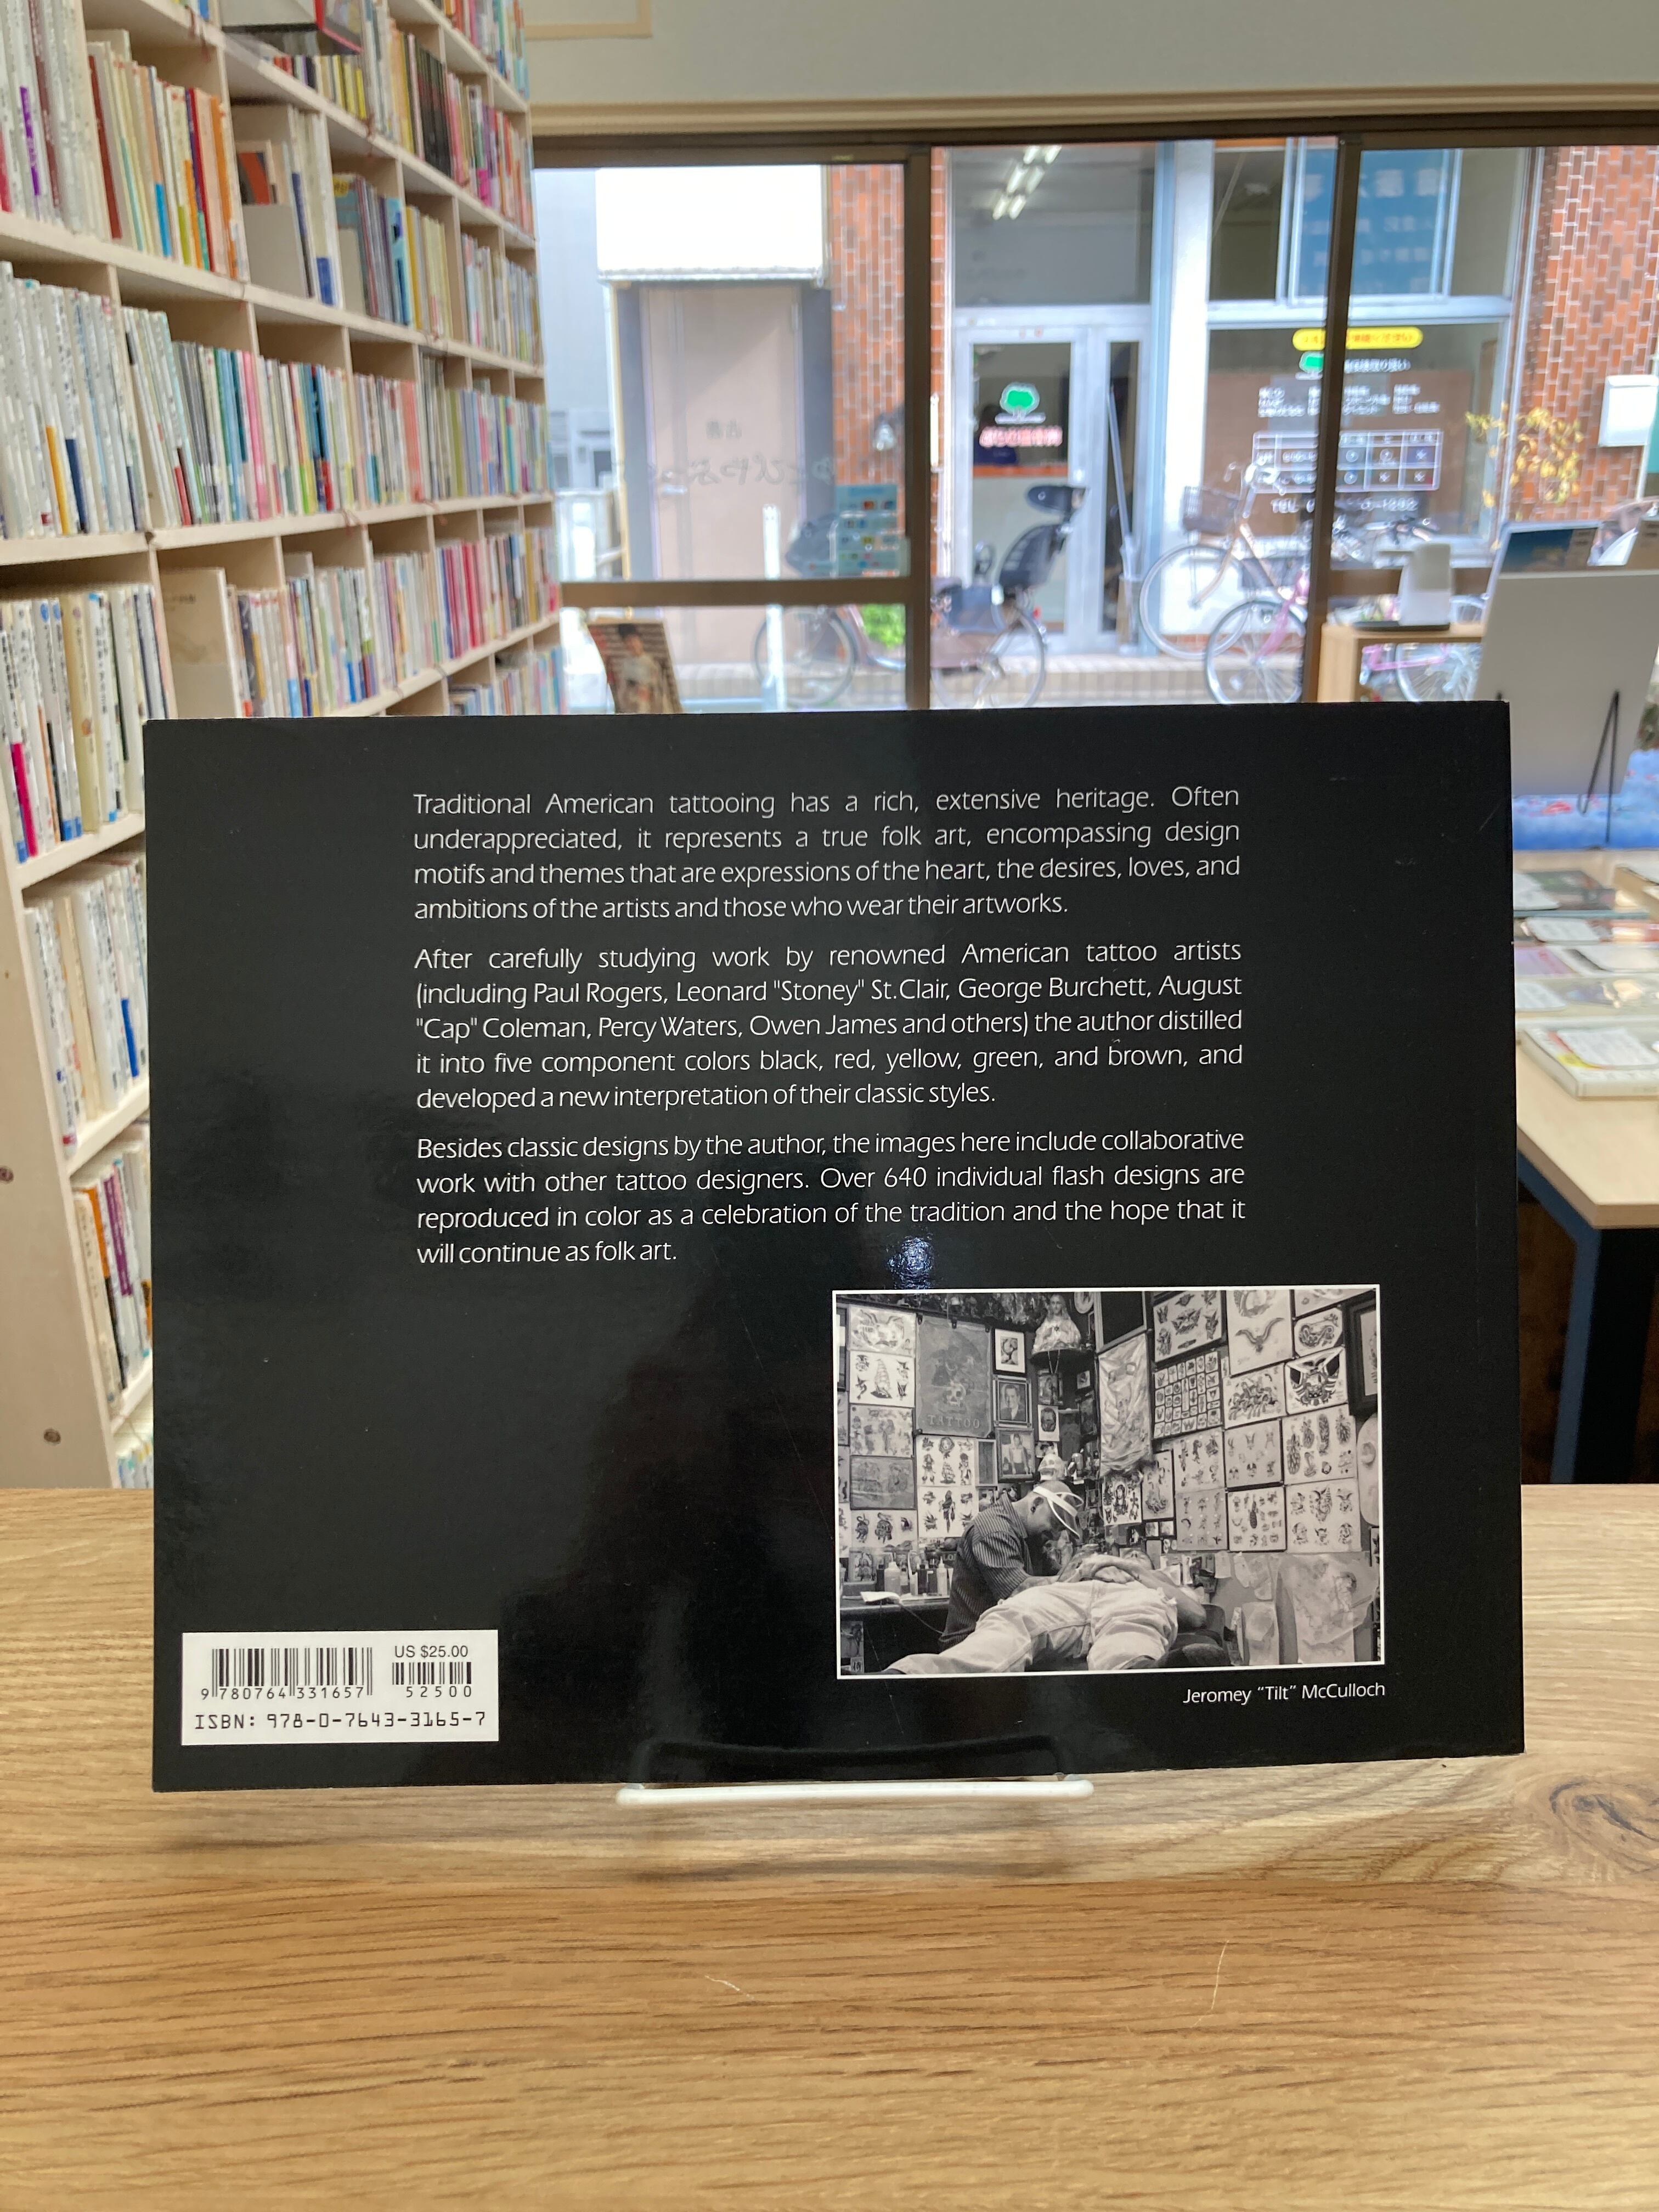 Traditional American tattooing has a rich, extensive heritage. Often
underappreciated, it represents a true folk art, encompassing design
motifs and themes that are expressions of the heart, the desires, loves, and
ambitions of the artists and those who wear their artworks.
After carefully studying work by renowned American tattoo artists
(including Paul Rogers, Leonard "Stoney" St.Clair, George Burchett, August
"Cap" Coleman, Percy Waters, Owen James and others) the author distilled
it into five component colors black, red, yellow, green, and brown, and
developed a new interpretation of their classic styles.
Besides classic designs by the author, the images here include collaborative
work with other tattoo designers. Over 640 individual flash designs are
reproduced in color as a celebration of the tradition and the hope that it
will continue as folk art.
TATTOO
US $25.00
9 780764 331657
52500
ISBN: 978-0-7643-3165-7
Jeromey “Tilt” McCulloch
TEL